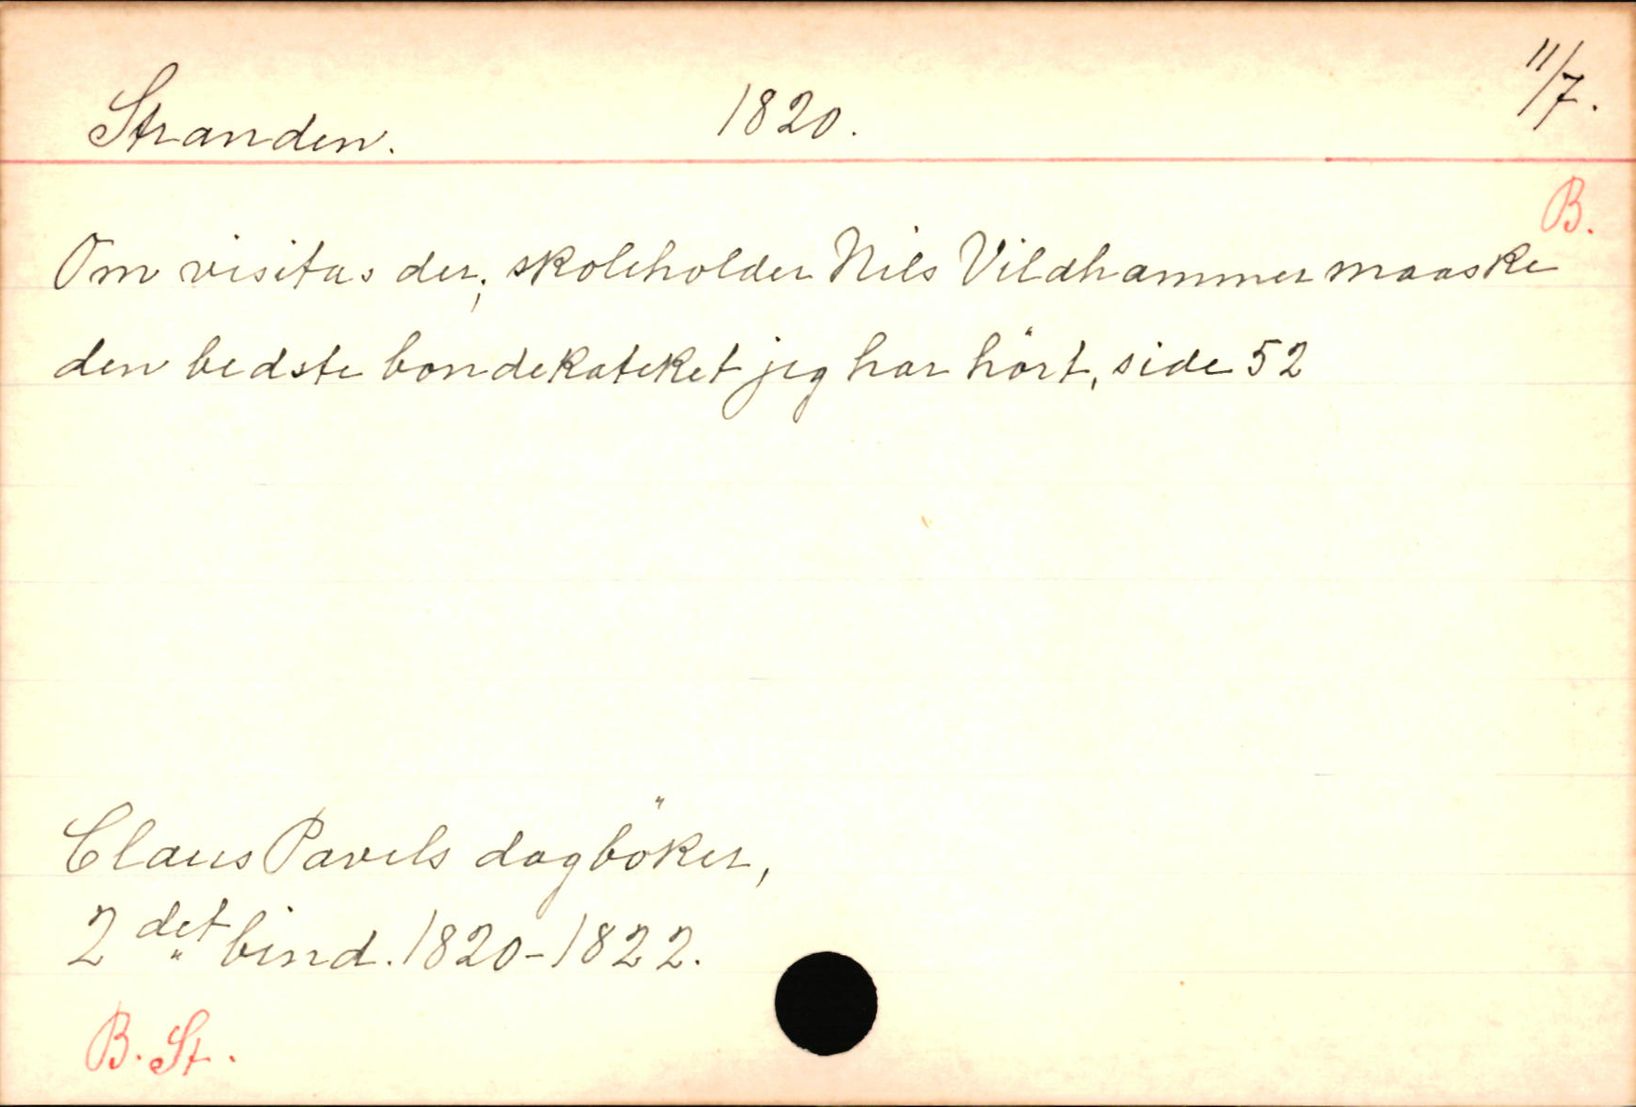 Stranden. 1820. 11/7.
B.
Om visitas der; skoleholder Nils Vildhammer maaske
den bedste bondekateket jeg har hört, side 52
Claus Pavels dagböker,
2det bind. 1820-1822.
B. St.